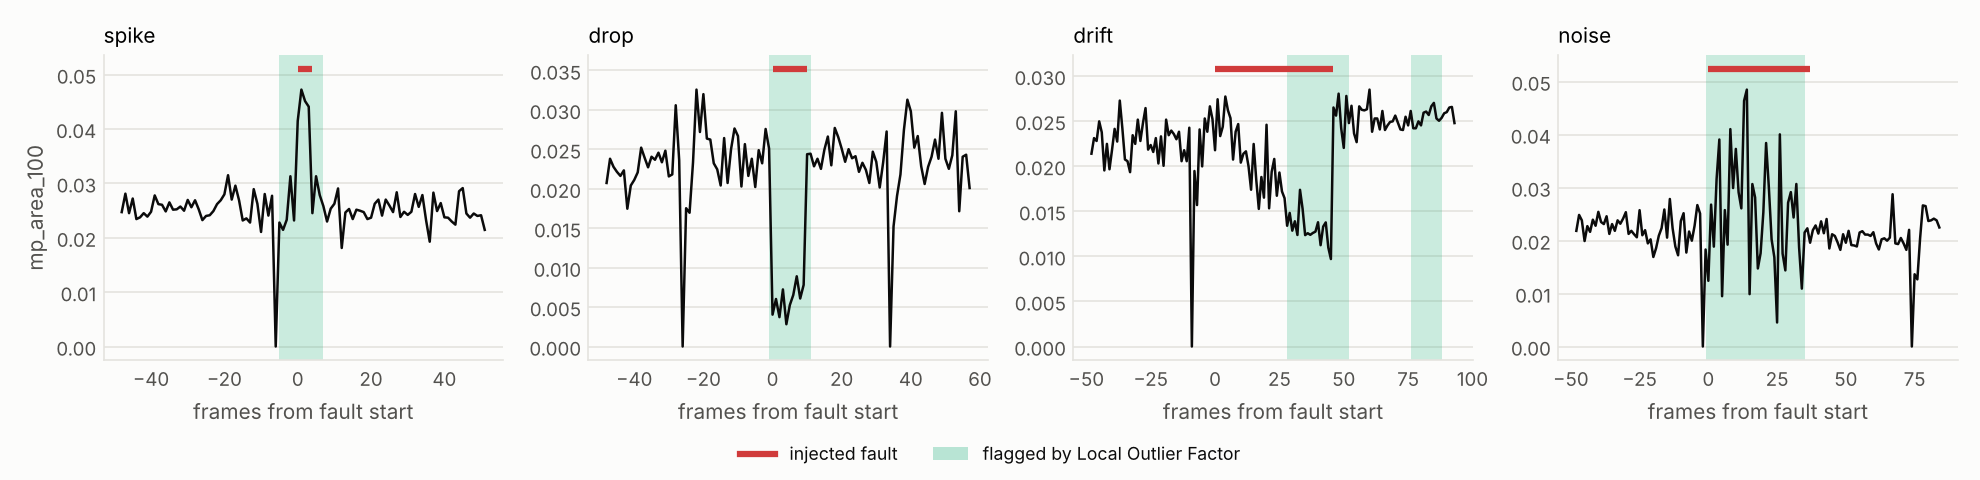 spike
drop
drift
noise
mp_area_100
0.05
0.04
0.03
0.02
0.01
0.00
−40 −20 0 20 40
frames from fault start
0.035
0.030
0.025
0.020
0.015
0.010
0.005
0.000
−40 −20 0 20 40 60
frames from fault start
0.030
0.025
0.020
0.015
0.010
0.005
0.000
−50 −25 0 25 50 75 100
frames from fault start
0.05
0.04
0.03
0.02
0.01
0.00
−50 −25 0 25 50 75
frames from fault start
injected fault
flagged by Local Outlier Factor